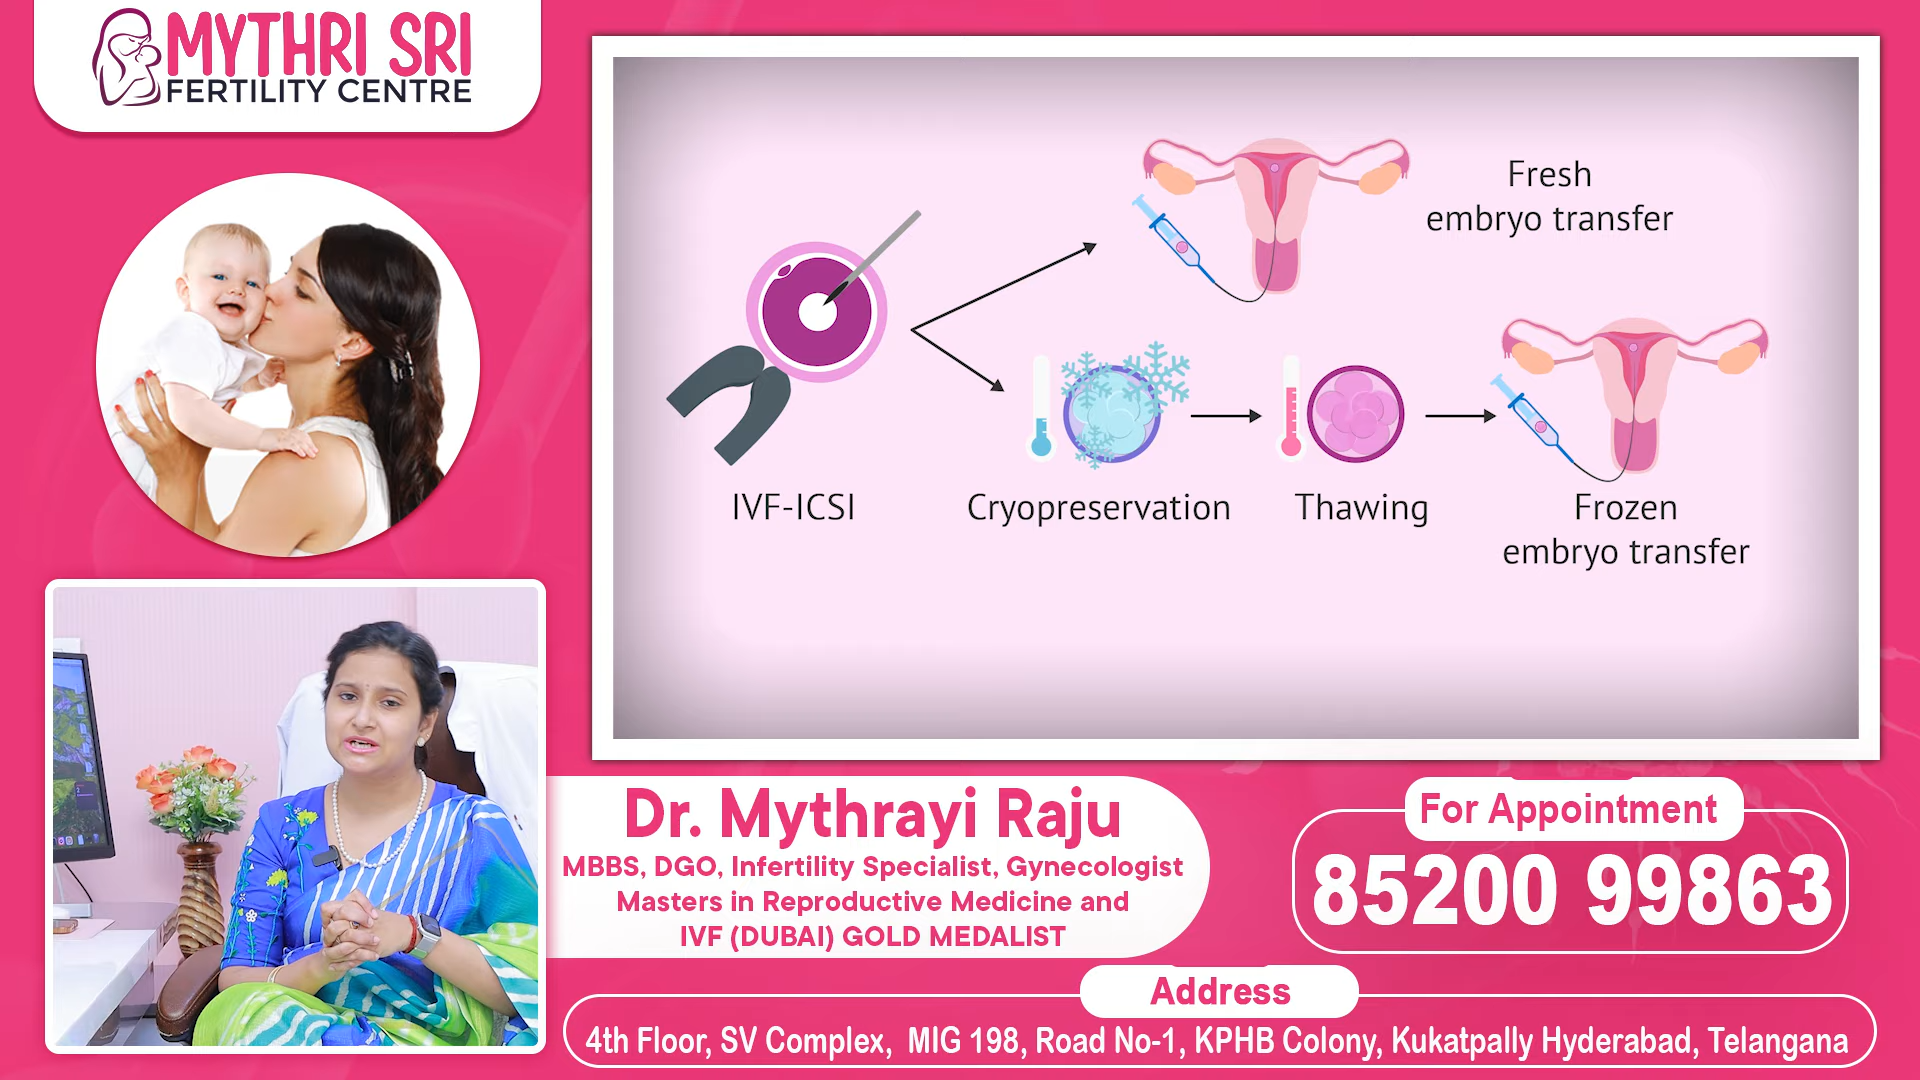 MYTHRI SRI
FERTILITY CENTRE
Fresh
embryo transfer
IVF-ICSI
Cryopreservation
Thawing
Frozen
embryo transfer
Dr. Mythrayi Raju
MBBS, DGO, Infertility Specialist, Gynecologist
Masters in Reproductive Medicine and
IVF (DUBAI) GOLD MEDALIST
For Appointment
85200 99863
Address
4th Floor, SV Complex, MIG 198, Road No-1, KPHB Colony, Kukatpally Hyderabad, Telangana